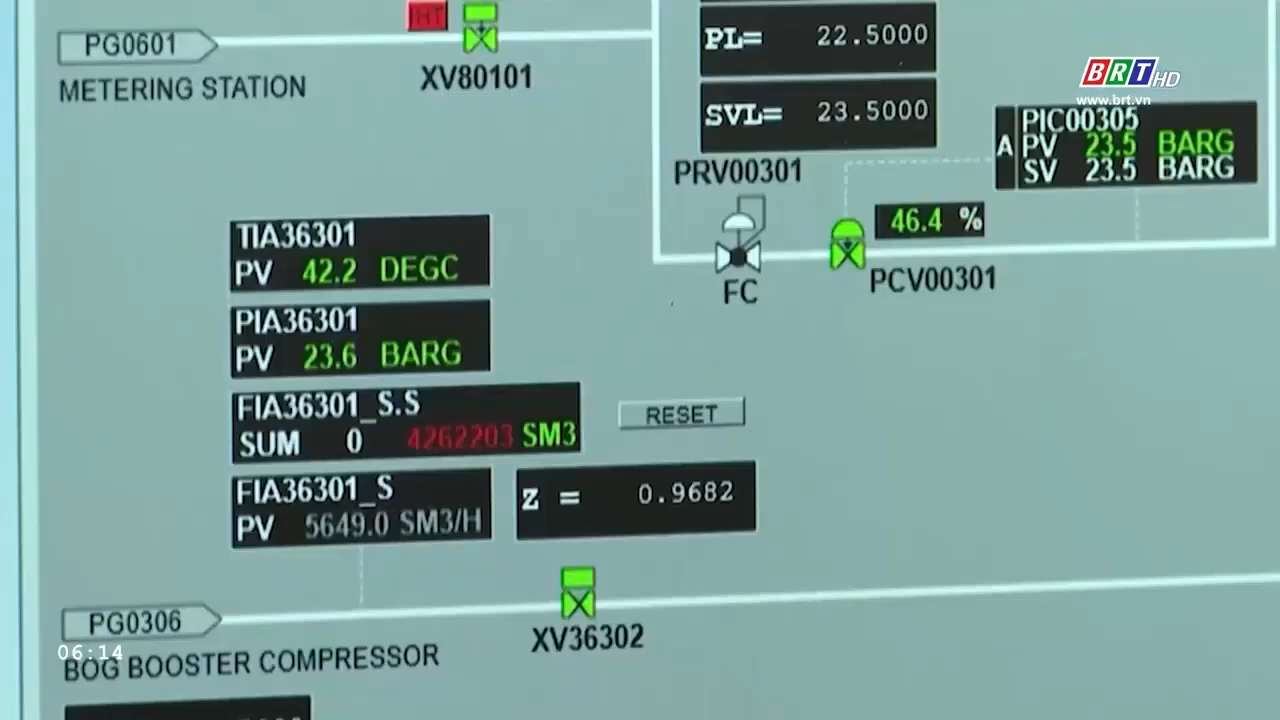 IHT
PG0601
METERING STATION
XV80101
PL= 22.5000
SVL= 23.5000
BRT HD
www.brt.vn
PIC00305
A PV 23.5 BARG
SV 23.5 BARG
PRV00301
46.4 %
FC
PCV00301
TIA36301
PV 42.2 DEGC
PIA36301
PV 23.6 BARG
FIA36301_S.S
SUM 0 4262203 SM3
RESET
FIA36301_S
PV 5649.0 SM3/H
Z = 0.9682
PG0306
XV36302
06:14
BOG BOOSTER COMPRESSOR